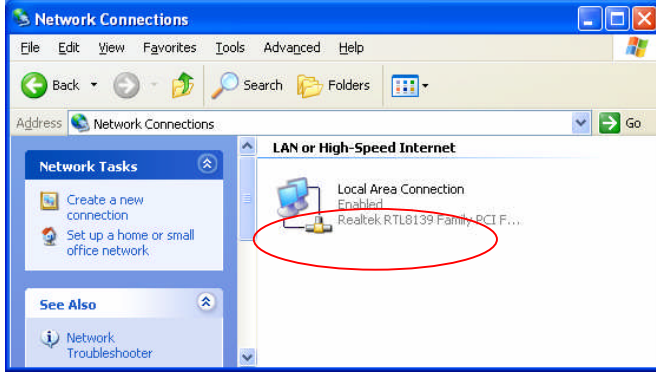 Network Connections
File Edit View Favorites Tools Advanced Help
Back Search Folders
Address Network Connections Go
Network Tasks
Create a new
connection
Set up a home or small
office network
See Also
Network
Troubleshooter
LAN or High-Speed Internet
Local Area Connection
Enabled
Realtek RTL8139 Family PCI F...